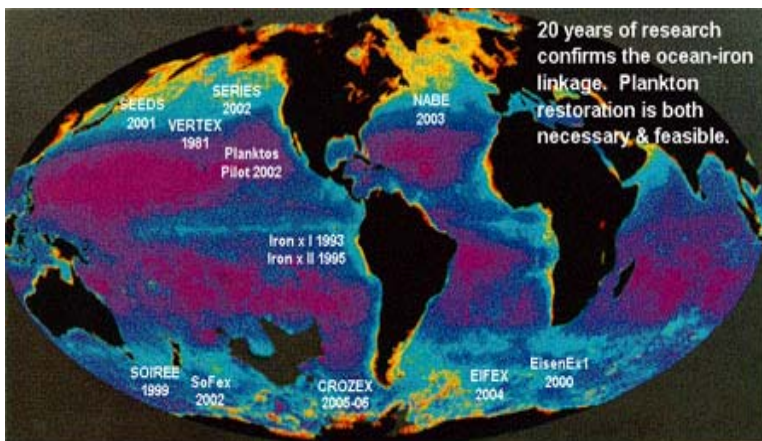 20 years of research
confirms the ocean-iron
linkage. Plankton
restoration is both
necessary & feasible.
SERIES
2002
SEEDS
2001
VERTEX
1981
Planktos
Pilot 2002
NABE
2003
Iron x I 1993
Iron x II 1995
SOIREE
1999
SoFex
2002
CROZEX
2005-06
EIFEX
2004
EisenEx1
2000